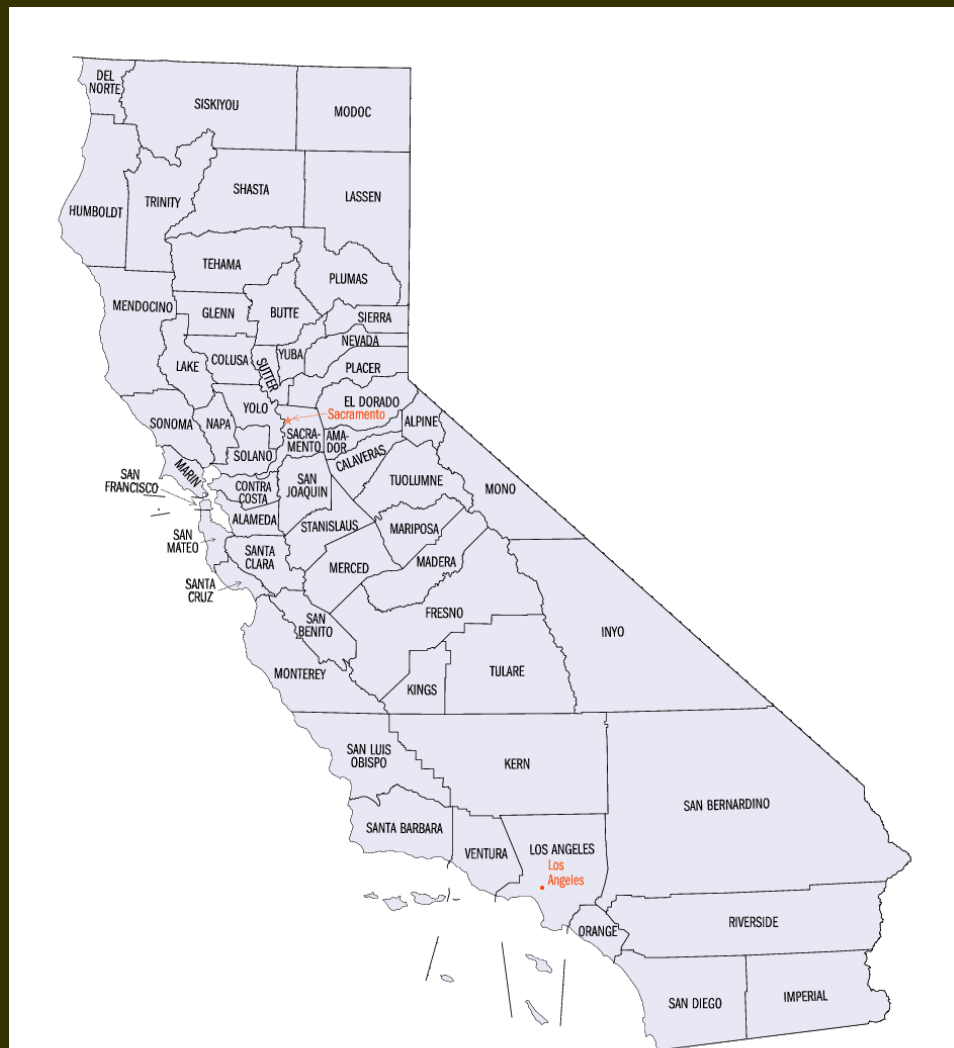 DEL
NORTE
SISKIYOU
MODOC
HUMBOLDT
TRINITY
SHASTA
LASSEN
TEHAMA
PLUMAS
MENDOCINO
GLENN
BUTTE
SIERRA
NEVADA
YUBA
COLUSA
LAKE
SUTTER
PLACER
YOLO
EL DORADO
Sacramento
SONOMA
NAPA
SACRA-
MENTO
AMA-
DOR
ALPINE
SOLANO
CALAVERAS
MARIN
SAN
FRANCISCO
CONTRA
COSTA
SAN
JOAQUIN
TUOLUMNE
MONO
ALAMEDA
STANISLAUS
MARIPOSA
SAN
MATEO
SANTA
CLARA
MERCED
MADERA
SANTA
CRUZ
FRESNO
SAN
BENITO
INYO
MONTEREY
TULARE
KINGS
SAN LUIS
OBISPO
KERN
SAN BERNARDINO
SANTA BARBARA
VENTURA
LOS ANGELES
Los
Angeles
ORANGE
RIVERSIDE
SAN DIEGO
IMPERIAL